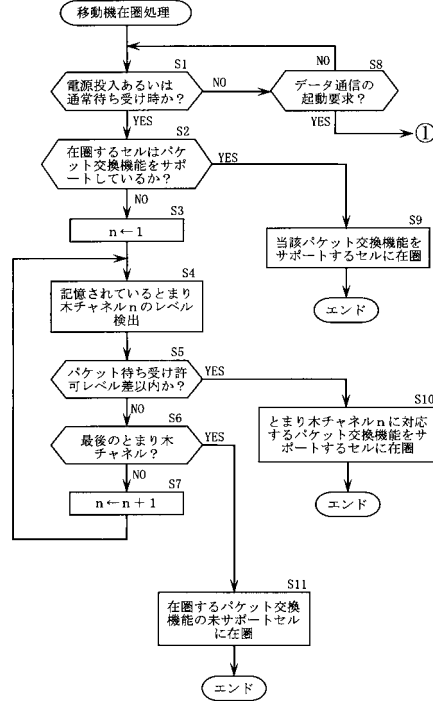 移動機在圏処理
S1
電源投入あるいは
通常待ち受け時か？
NO
YES
S8
NO
データ通信の
起動要求？
YES
①
S2
在圏するセルはパケ
ット交換機能をサポ
ートしているか？
YES
NO
S3
n←1
S9
当該パケット交換機能を
サポートするセルに在圏
エンド
S4
記憶されているとまり
木チャネルnのレベル
検出
S5
パケット待ち受け許
可レベル差以内か？
YES
NO
S10
とまり木チャネルnに対応
するパケット交換機能をサ
ポートするセルに在圏
エンド
S6
最後のとまり木
チャネル？
YES
NO
S7
n←n＋1
S11
在圏するパケット交換
機能の未サポートセル
に在圏
エンド